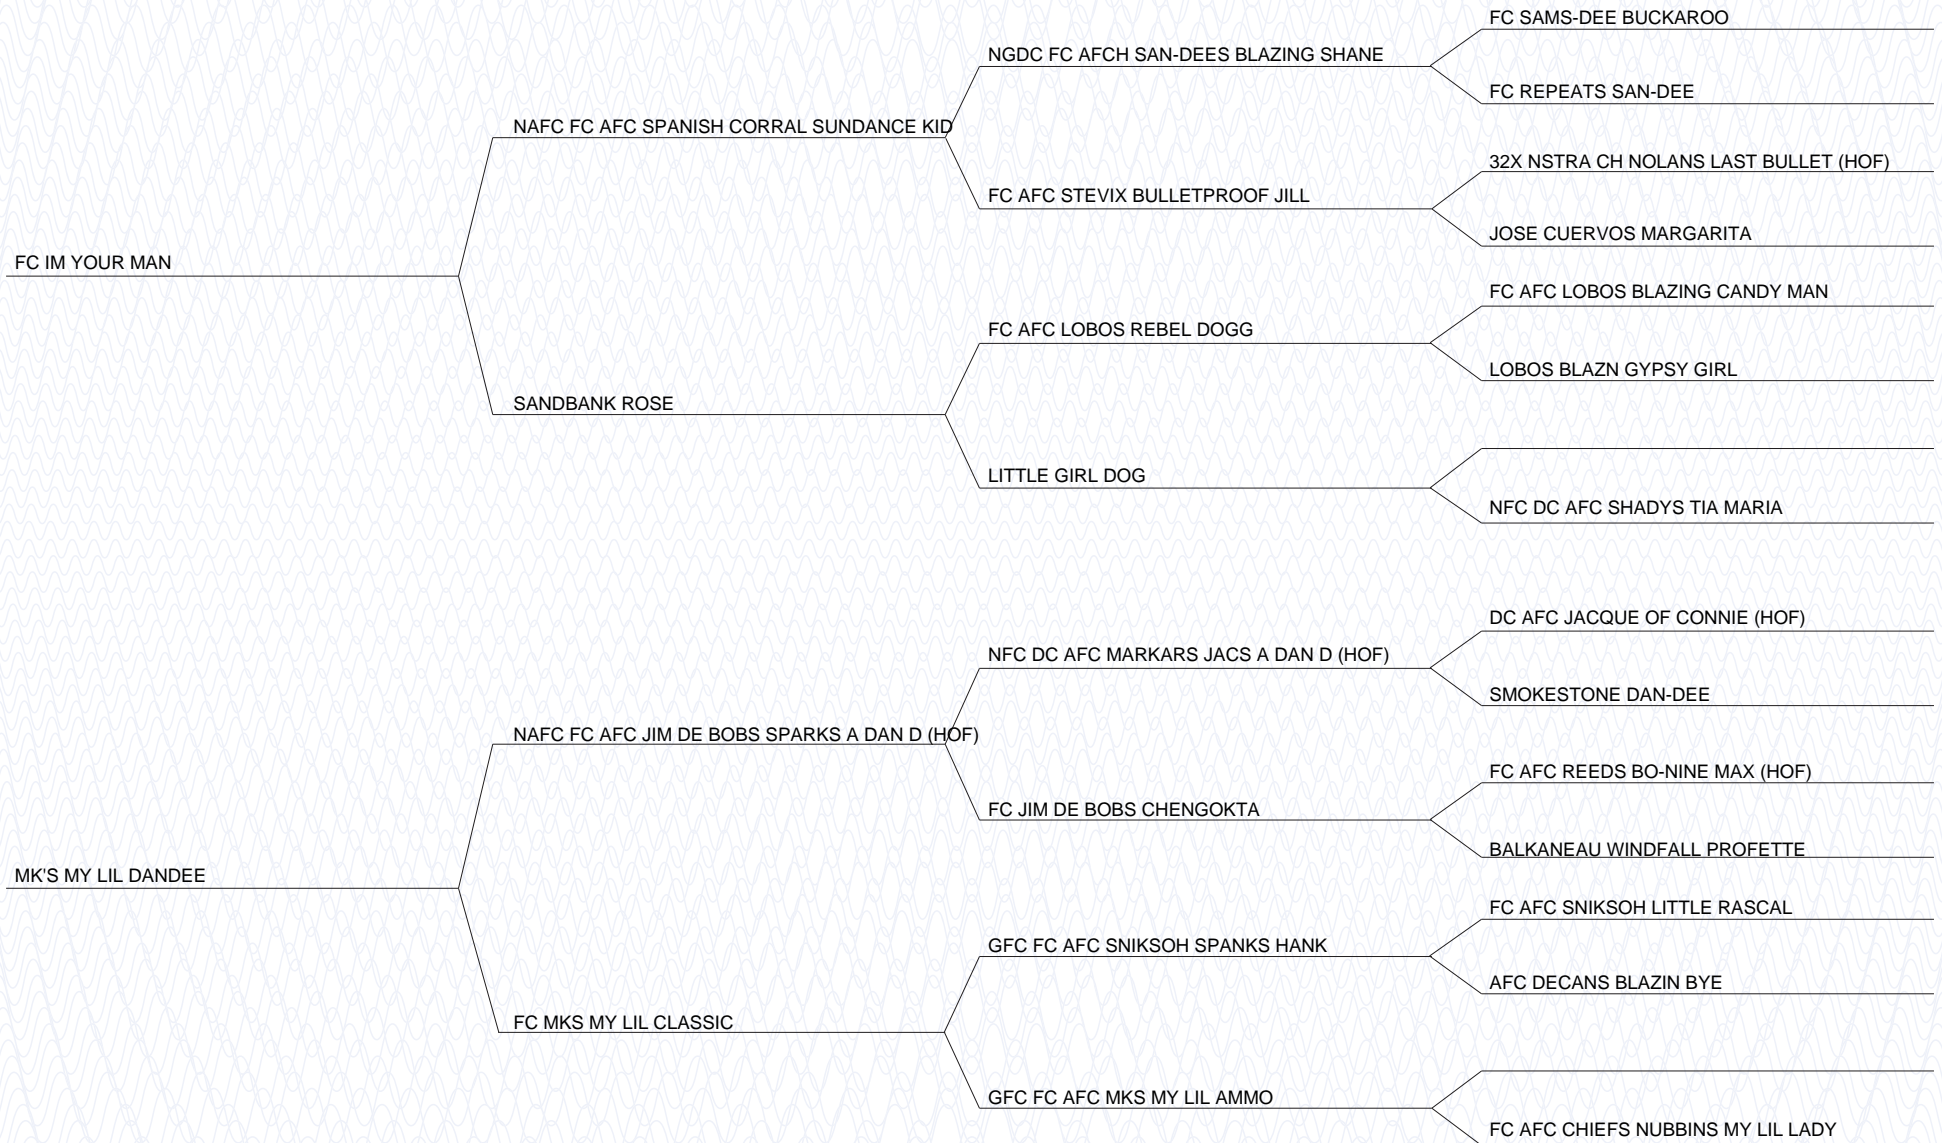 FC SAMS-DEE BUCKAROO
NGDC FC AFCH SAN-DEES BLAZING SHANE
FC REPEATS SAN-DEE
NAFC FC AFC SPANISH CORRAL SUNDANCE KID
32X NSTRA CH NOLANS LAST BULLET (HOF)
FC AFC STEVIX BULLETPROOF JILL
JOSE CUERVOS MARGARITA
FC IM YOUR MAN
FC AFC LOBOS BLAZING CANDY MAN
FC AFC LOBOS REBEL DOGG
LOBOS BLAZN GYPSY GIRL
SANDBANK ROSE
LITTLE GIRL DOG
NFC DC AFC SHADYS TIA MARIA
DC AFC JACQUE OF CONNIE (HOF)
NFC DC AFC MARKARS JACS A DAN D (HOF)
SMOKESTONE DAN-DEE
NAFC FC AFC JIM DE BOBS SPARKS A DAN D (HOF)
FC AFC REEDS BO-NINE MAX (HOF)
FC JIM DE BOBS CHENGOKTA
BALKANEAU WINDFALL PROFETTE
MK'S MY LIL DANDEE
FC AFC SNIKSOH LITTLE RASCAL
GFC FC AFC SNIKSOH SPANKS HANK
AFC DECANS BLAZIN BYE
FC MKS MY LIL CLASSIC
GFC FC AFC MKS MY LIL AMMO
FC AFC CHIEFS NUBBINS MY LIL LADY